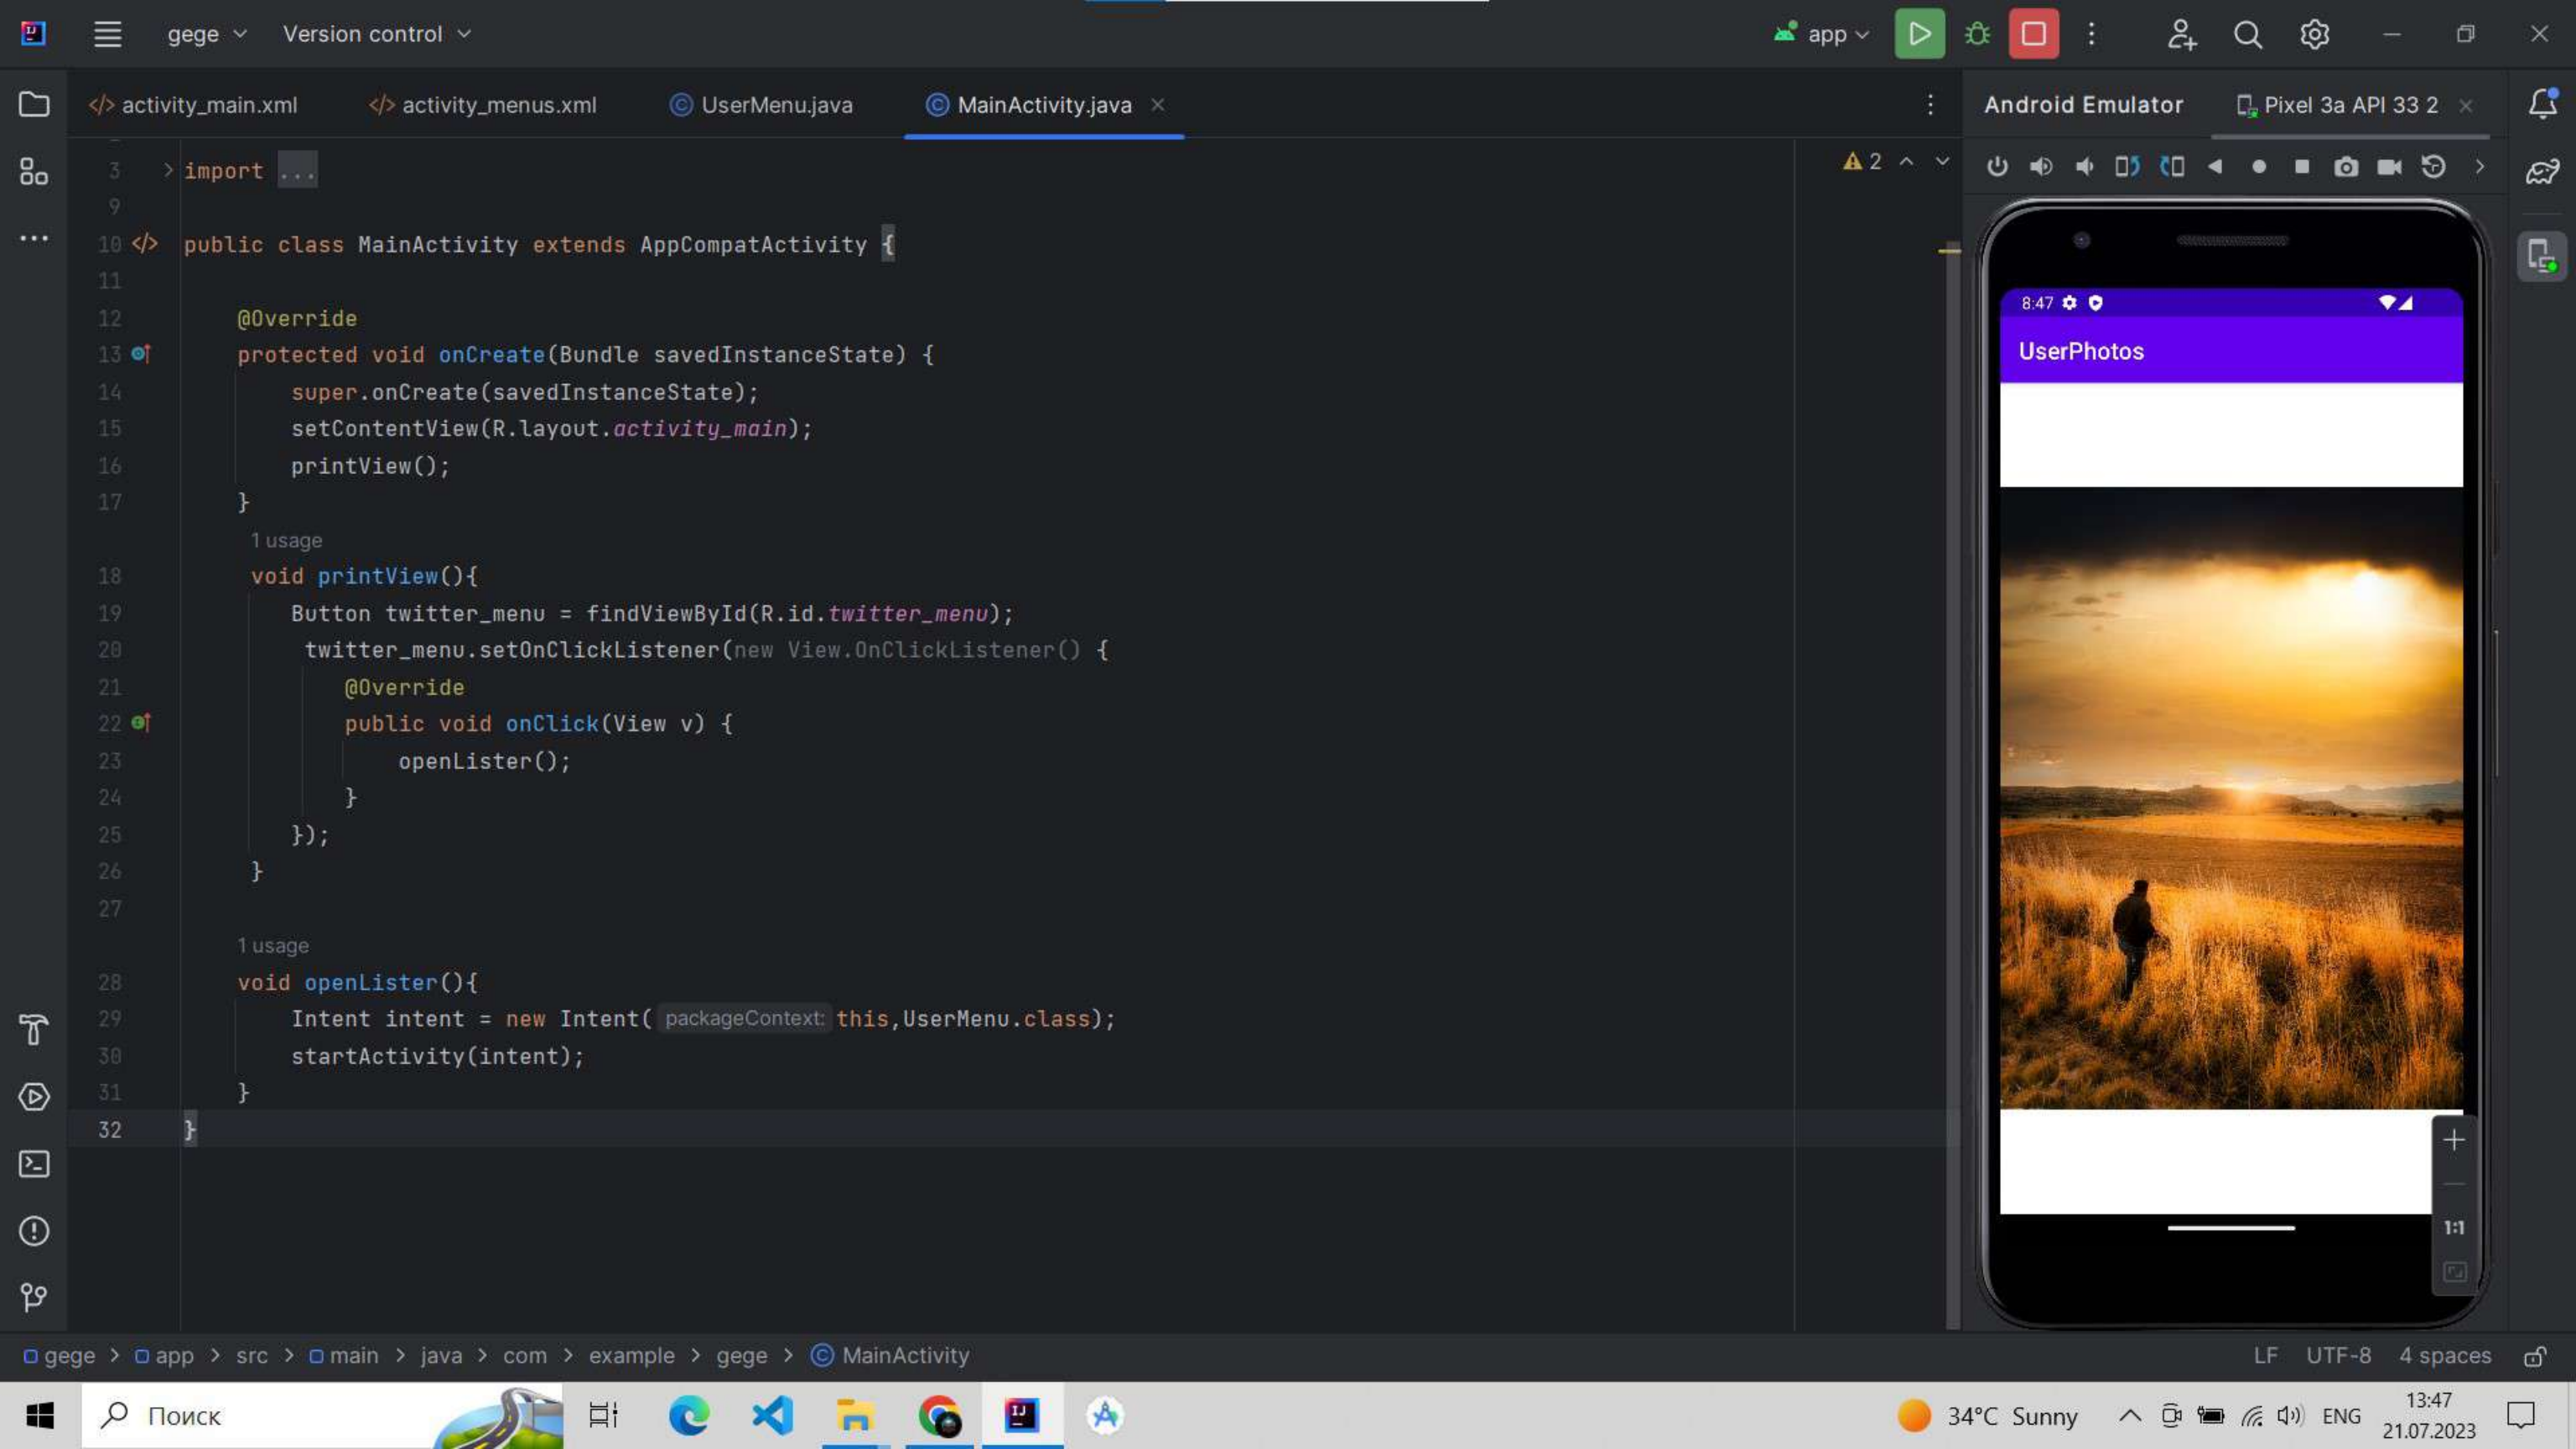 gege Version control app
activity_main.xml activity_menus.xml UserMenu.java MainActivity.java Android Emulator Pixel 3a API 33 2
2
3 import ...
9
10 public class MainActivity extends AppCompatActivity {
11
12 @Override
13 protected void onCreate(Bundle savedInstanceState) {
14 super.onCreate(savedInstanceState);
15 setContentView(R.layout.activity_main);
16 printView();
17 }
1 usage
18 void printView(){
19 Button twitter_menu = findViewById(R.id.twitter_menu);
20 twitter_menu.setOnClickListener(new View.OnClickListener() {
21 @Override
22 public void onClick(View v) {
23 openLister();
24 }
25 });
26 }
27
1 usage
28 void openLister(){
29 Intent intent = new Intent( packageContext: this,UserMenu.class);
30 startActivity(intent);
31 }
32 }
8:47
UserPhotos
1:1
gege > app > src > main > java > com > example > gege > MainActivity LF UTF-8 4 spaces
Поиск 34°C Sunny ENG 13:47
21.07.2023